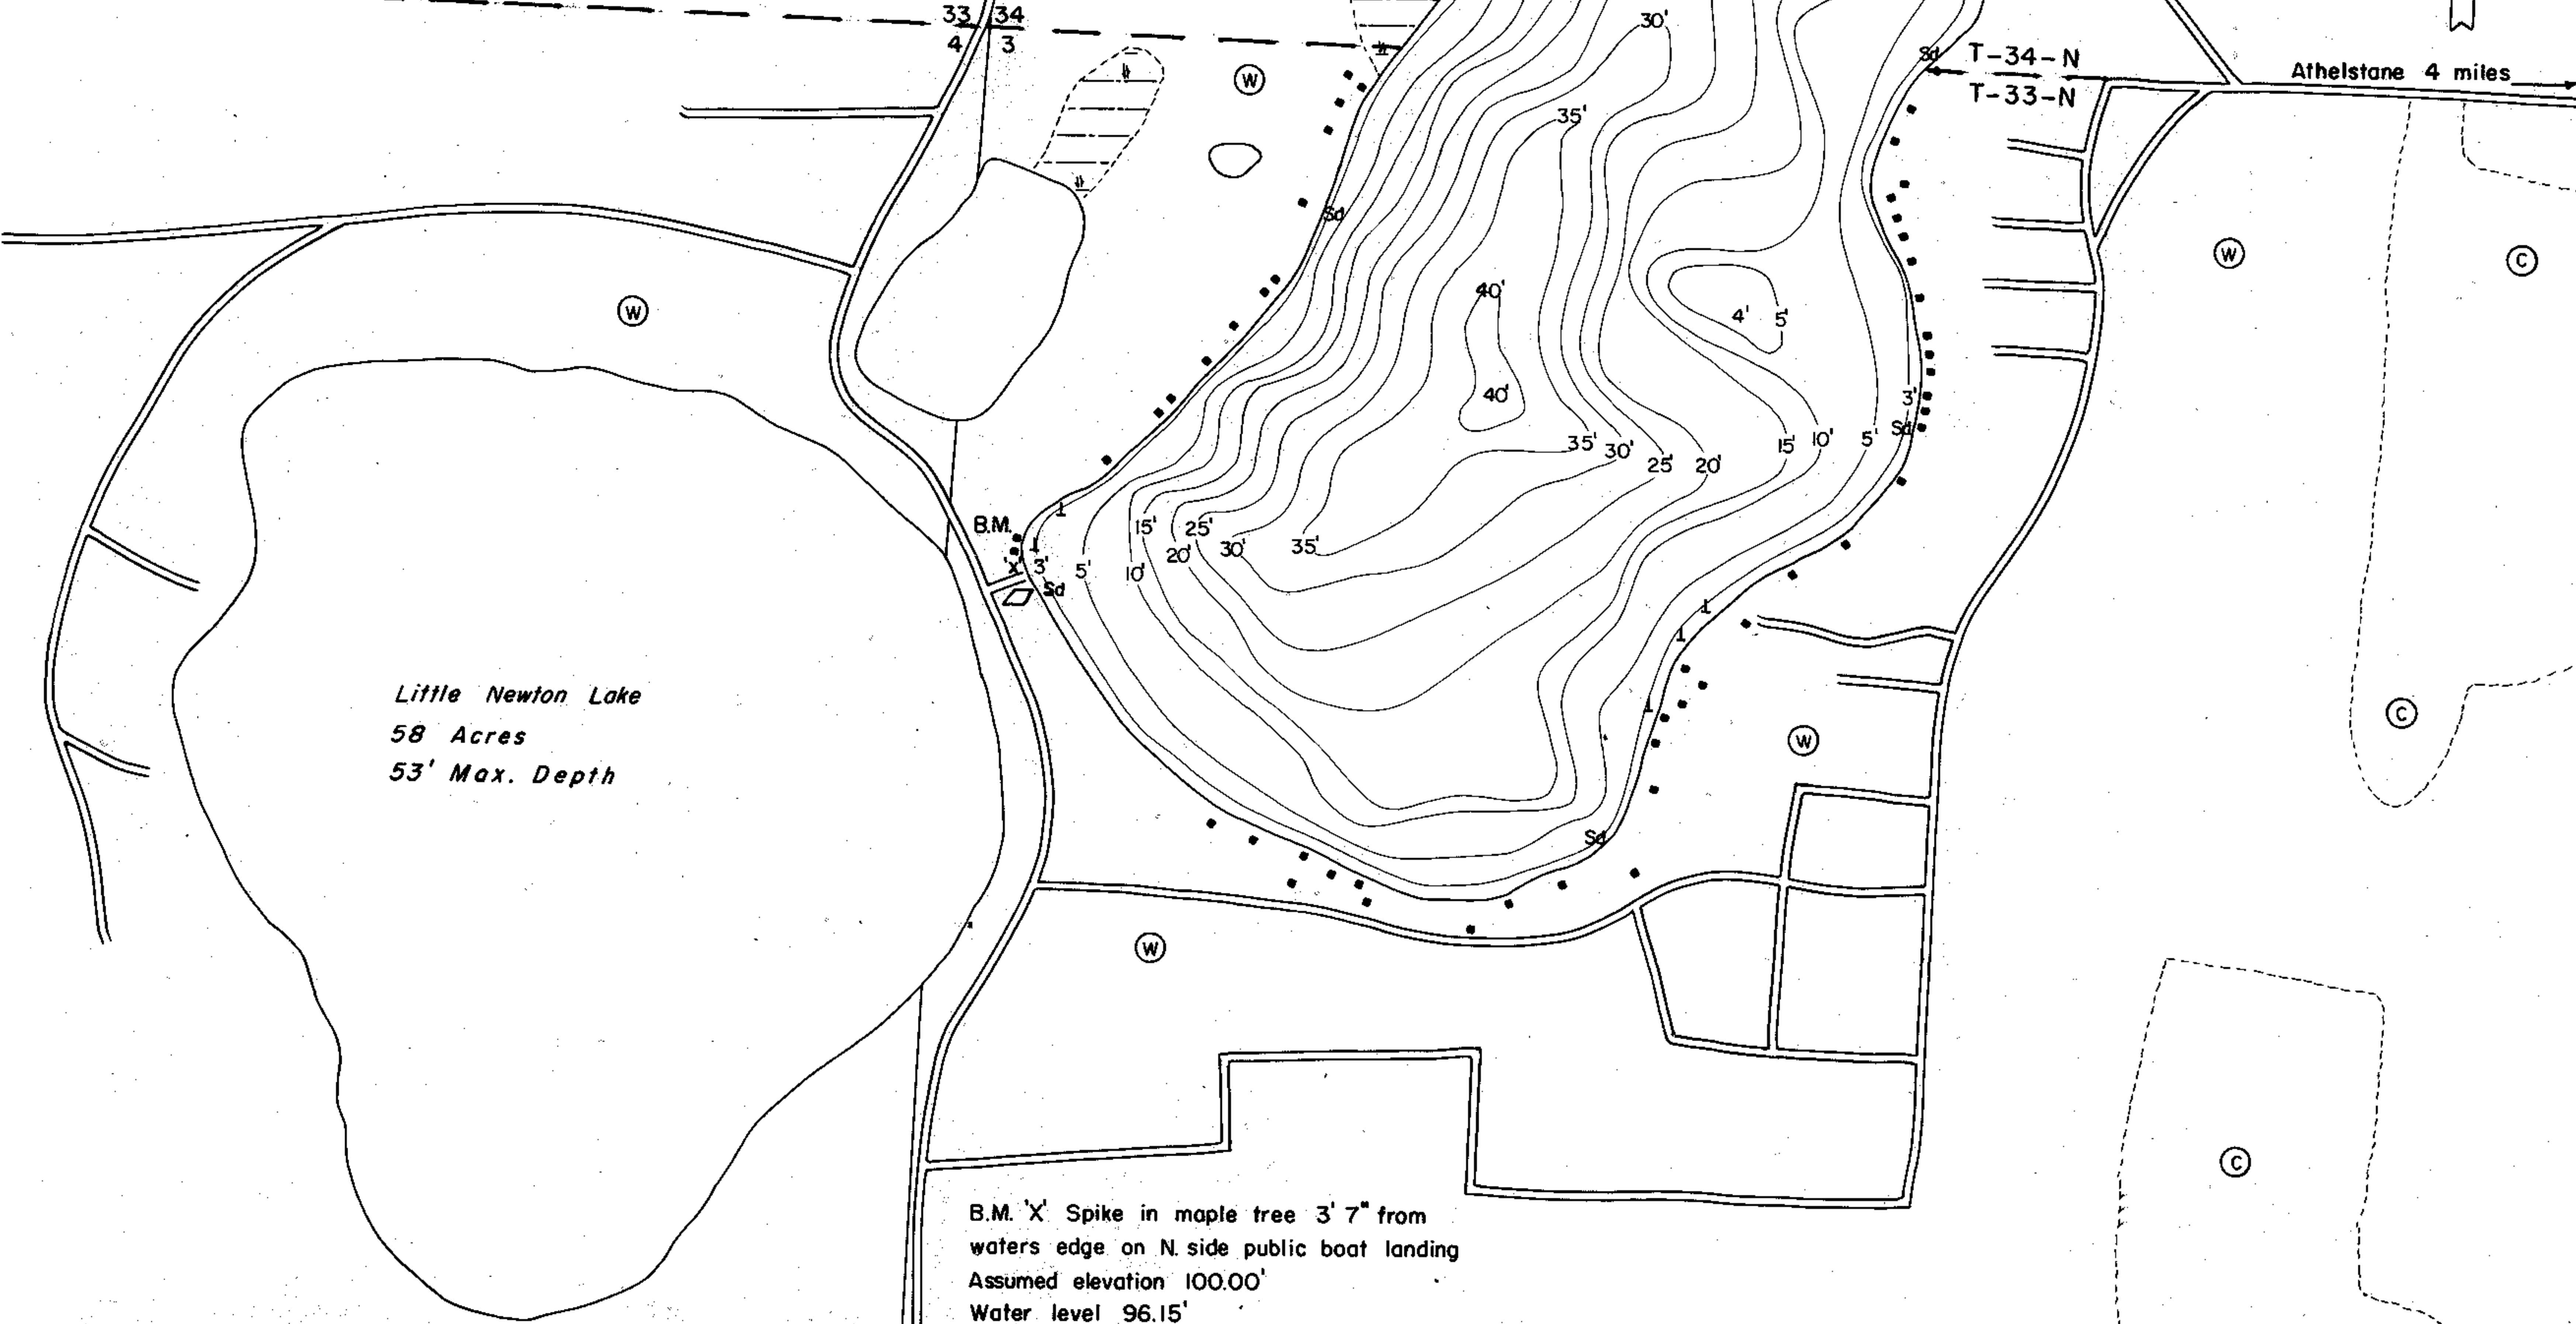 33 34
4 3
30'
Sd
T-34-N
T-33-N
Athelstane 4 miles
W
35'
Sd
W
C
W
40'
4' 5'
40'
3'
Sd
35' 30' 25' 20' 15' 10' 5'
B.M.
'X' 3' 5' 10' 15' 20' 25' 30' 35'
Sd
Little Newton Lake
58 Acres
53' Max. Depth
C
W
Sd
W
C
B.M. 'X' Spike in maple tree 3' 7" from
waters edge on N. side public boat landing
Assumed elevation 100.00'
Water level 96.15'